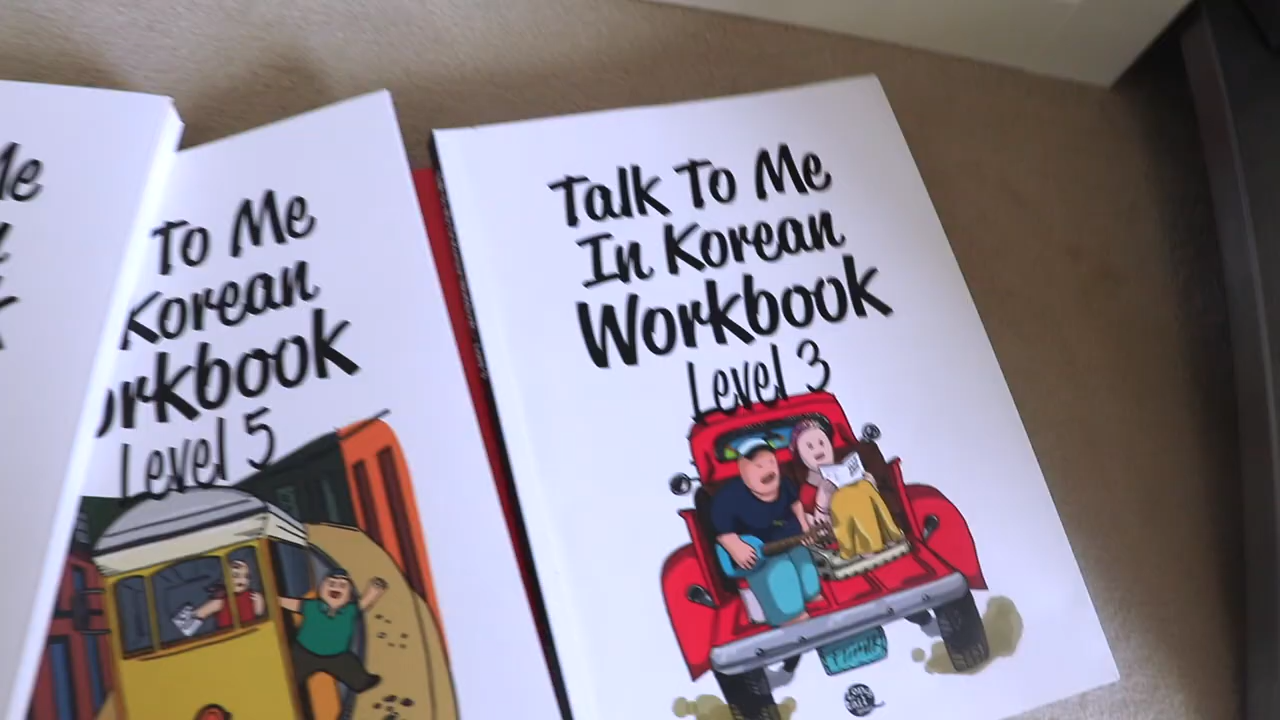 Me
To Me
Korean
orkbook
Level 5
Talk To Me
In Korean
Workbook
Level 3